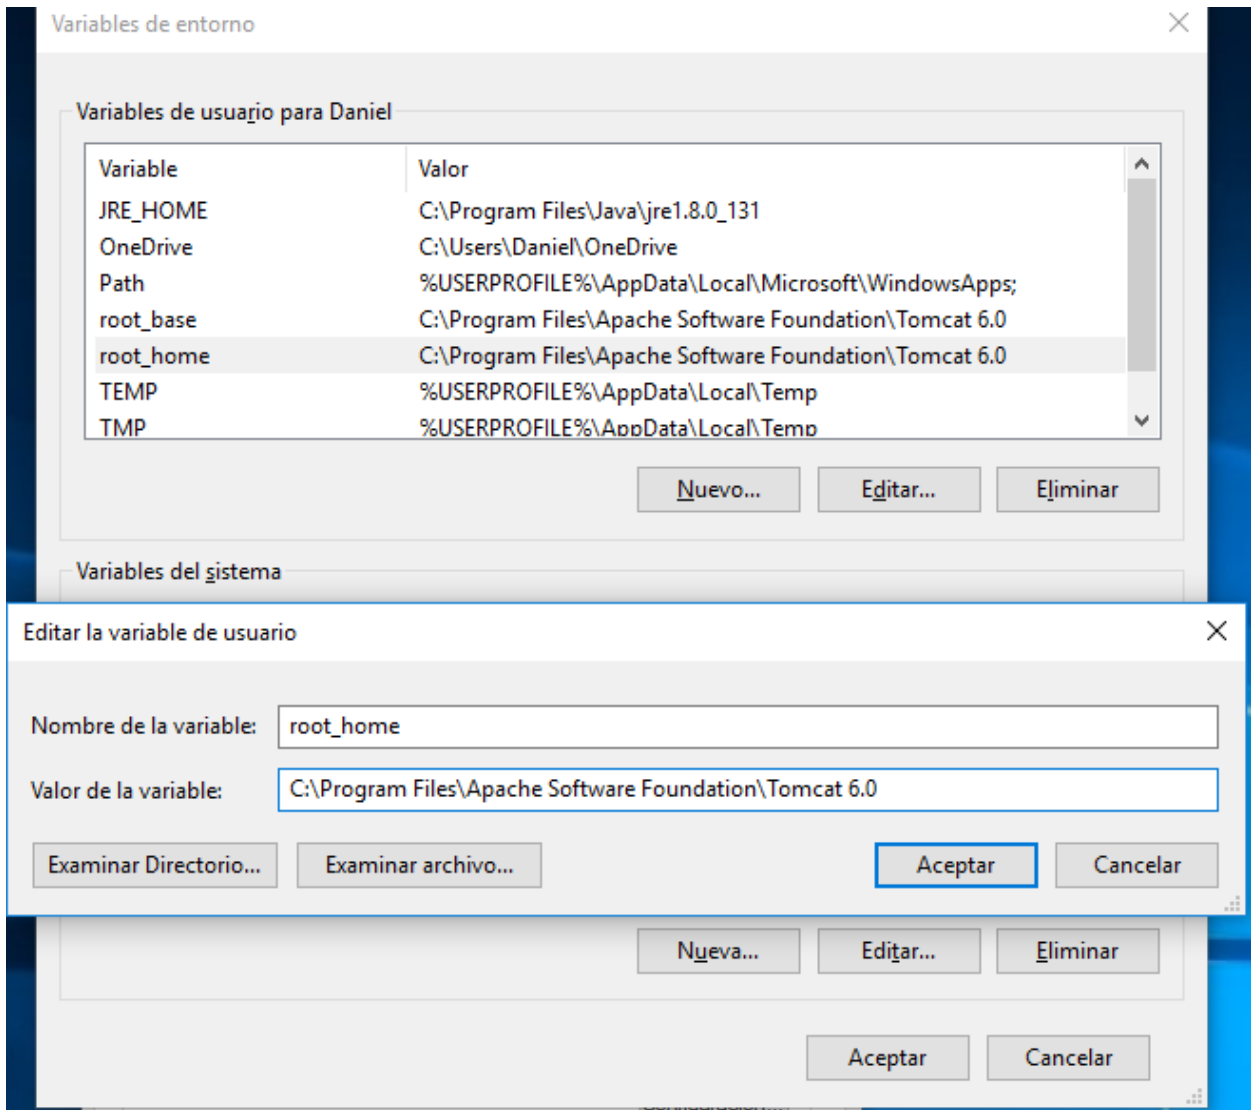 Variables de entorno
Variables de usuario para Daniel
Variable Valor
JRE_HOME C:\Program Files\Java\jre1.8.0_131
OneDrive C:\Users\Daniel\OneDrive
Path %USERPROFILE%\AppData\Local\Microsoft\WindowsApps;
root_base C:\Program Files\Apache Software Foundation\Tomcat 6.0
root_home C:\Program Files\Apache Software Foundation\Tomcat 6.0
TEMP %USERPROFILE%\AppData\Local\Temp
TMP %USERPROFILE%\AppData\Local\Temp
Nuevo... Editar... Eliminar
Variables del sistema
Editar la variable de usuario
Nombre de la variable: root_home
Valor de la variable: C:\Program Files\Apache Software Foundation\Tomcat 6.0
Examinar Directorio... Examinar archivo... Aceptar Cancelar
Nueva... Editar... Eliminar
Aceptar Cancelar